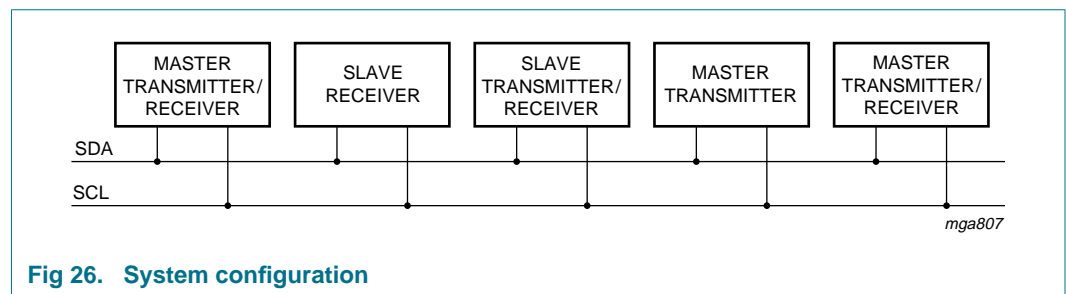 MASTER
TRANSMITTER/
RECEIVER
SLAVE
RECEIVER
SLAVE
TRANSMITTER/
RECEIVER
MASTER
TRANSMITTER
MASTER
TRANSMITTER/
RECEIVER
SDA
SCL
mga807
Fig 26. System configuration